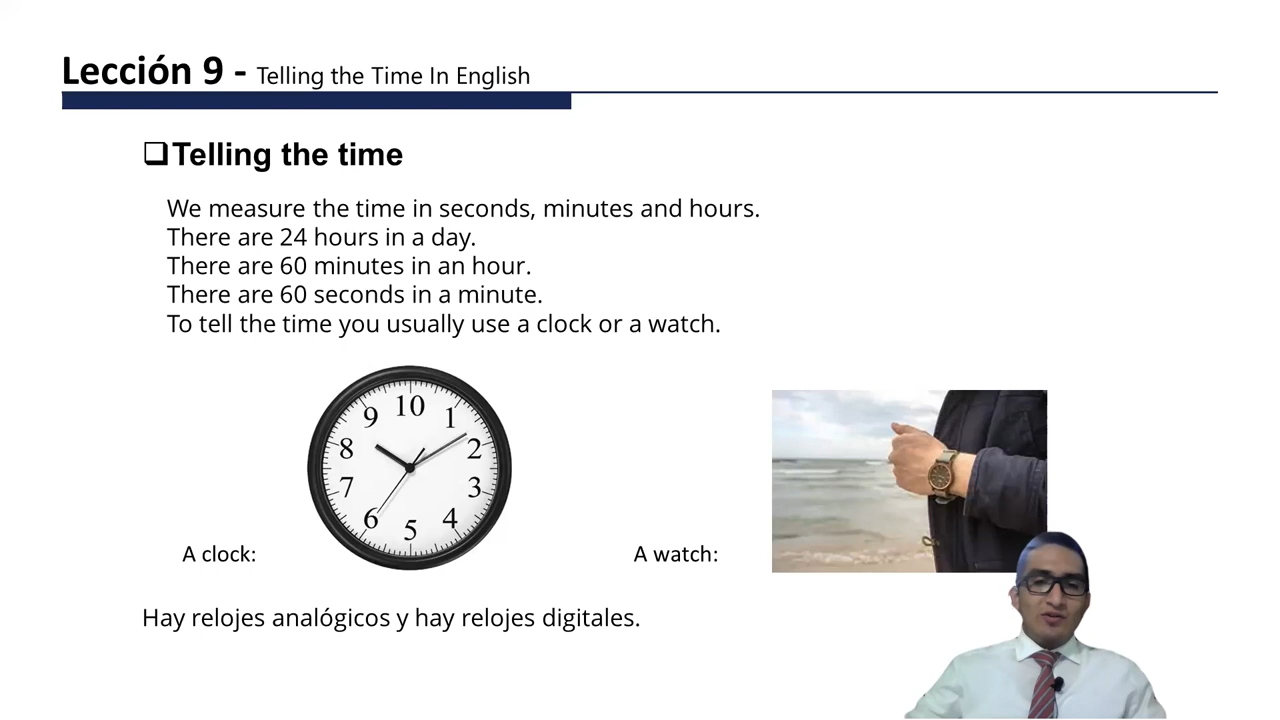 Lección 9 - Telling the Time In English
❑Telling the time
We measure the time in seconds, minutes and hours.
There are 24 hours in a day.
There are 60 minutes in an hour.
There are 60 seconds in a minute.
To tell the time you usually use a clock or a watch.
10
9 1
8 2
7 3
6 4
5
A clock:
A watch:
Hay relojes analógicos y hay relojes digitales.